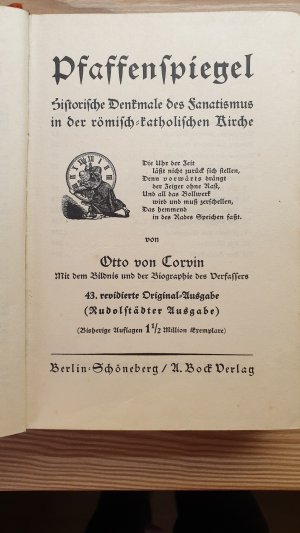 Pfaffenspiegel
Historische Denkmale des Fanatismus
in der römisch-katholischen Kirche
Die Uhr der Zeit
läßt nicht zurück sich stellen,
Denn vorwärts drängt
der Zeiger ohne Rast,
Und all das Bollwerk
wird und muß zerschellen,
Das hemmend
in des Rades Speichen faßt.
von
Otto von Corvin
Mit dem Bildnis und der Biographie des Verfassers
43. revidierte Original-Ausgabe
(Rudolstädter Ausgabe)
(Bisherige Auflagen 1 1/2 Million Exemplare)
Berlin-Schöneberg / A. Bock Verlag